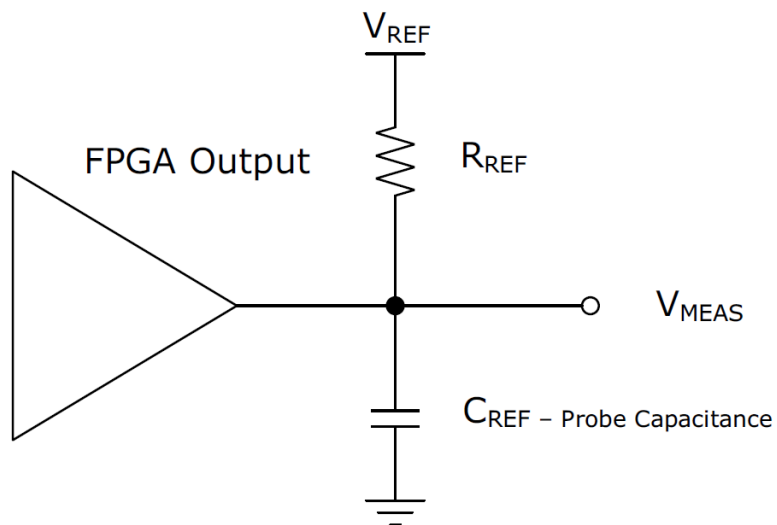 VREF
FPGA Output
RREF
VMEAS
CREF – Probe Capacitance